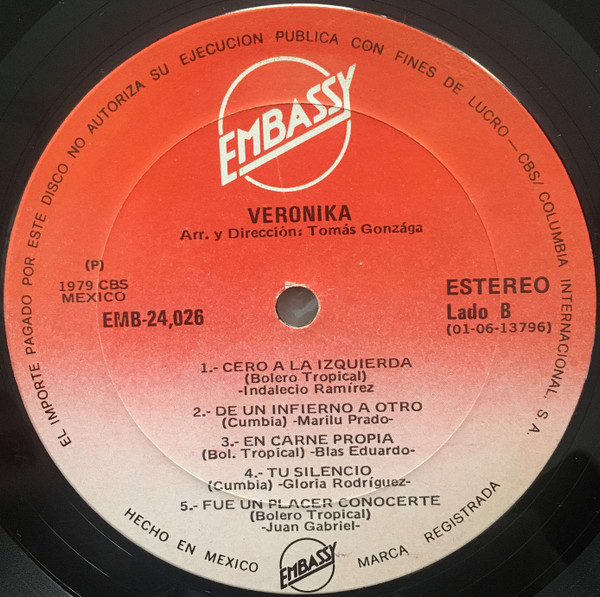 EL IMPORTE PAGADO POR ESTE DISCO NO AUTORIZA SU EJECUCION PUBLICA CON FINES DE LUCRO—CBS/ COLUMBIA INTERNACIONAL, S. A.
EMBASSY
VERONIKA
Arr. y Dirección: Tomás Gonzága
(P)
1979 CBS
MEXICO
EMB-24,026
ESTEREO
Lado B
(01-06-13796)
1.- CERO A LA IZQUIERDA
(Bolero Tropical)
-Indalecio Ramírez
2.- DE UN INFIERNO A OTRO
(Cumbia) -Marilu Prado-
3.- EN CARNE PROPIA
(Bol. Tropical) -Blas Eduardo-
4.- TU SILENCIO
(Cumbia) -Gloria Rodríguez-
5.- FUE UN PLACER CONOCERTE
(Bolero Tropical)
-Juan Gabriel-
HECHO EN MEXICO
EMBASSY
MARCA REGISTRADA